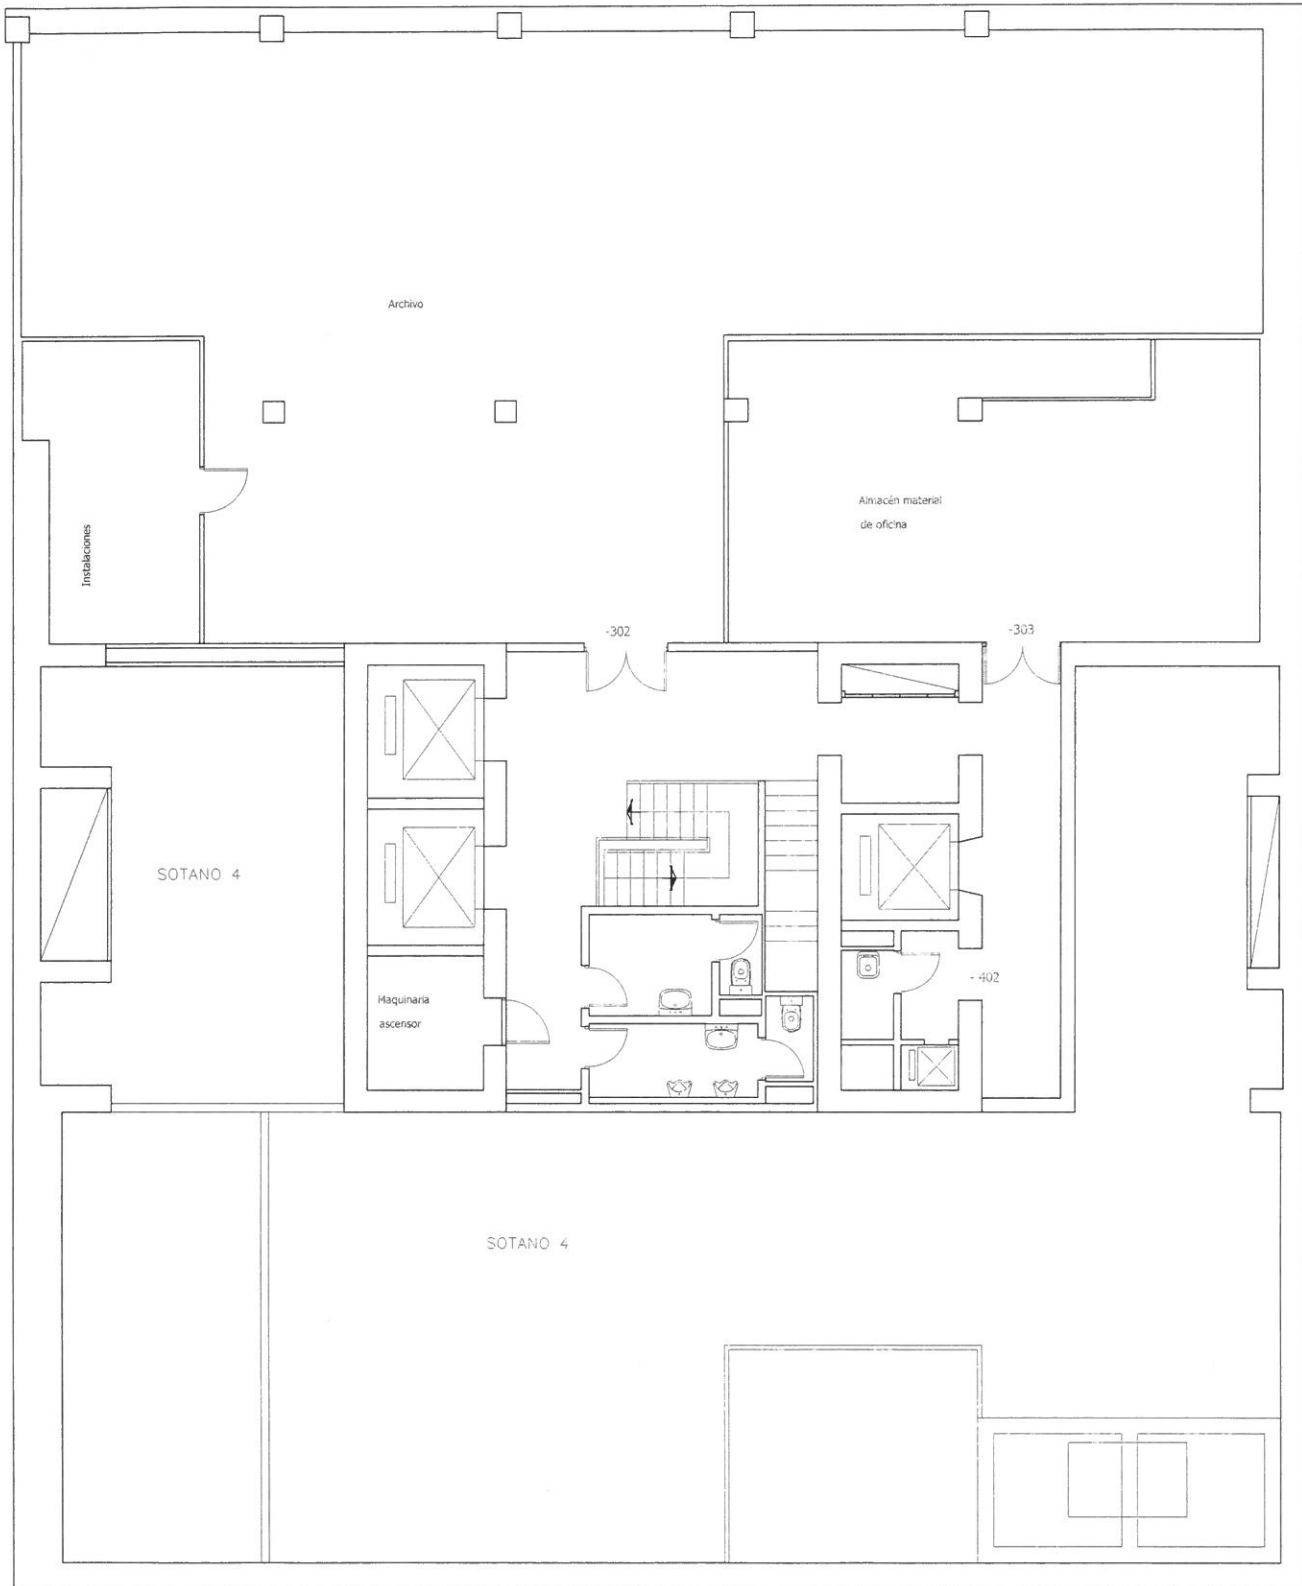 Archivo
Almacén material
de oficina
Instalaciones
-302
-303
SOTANO 4
- 402
Maquinaria
ascensor
SOTANO 4